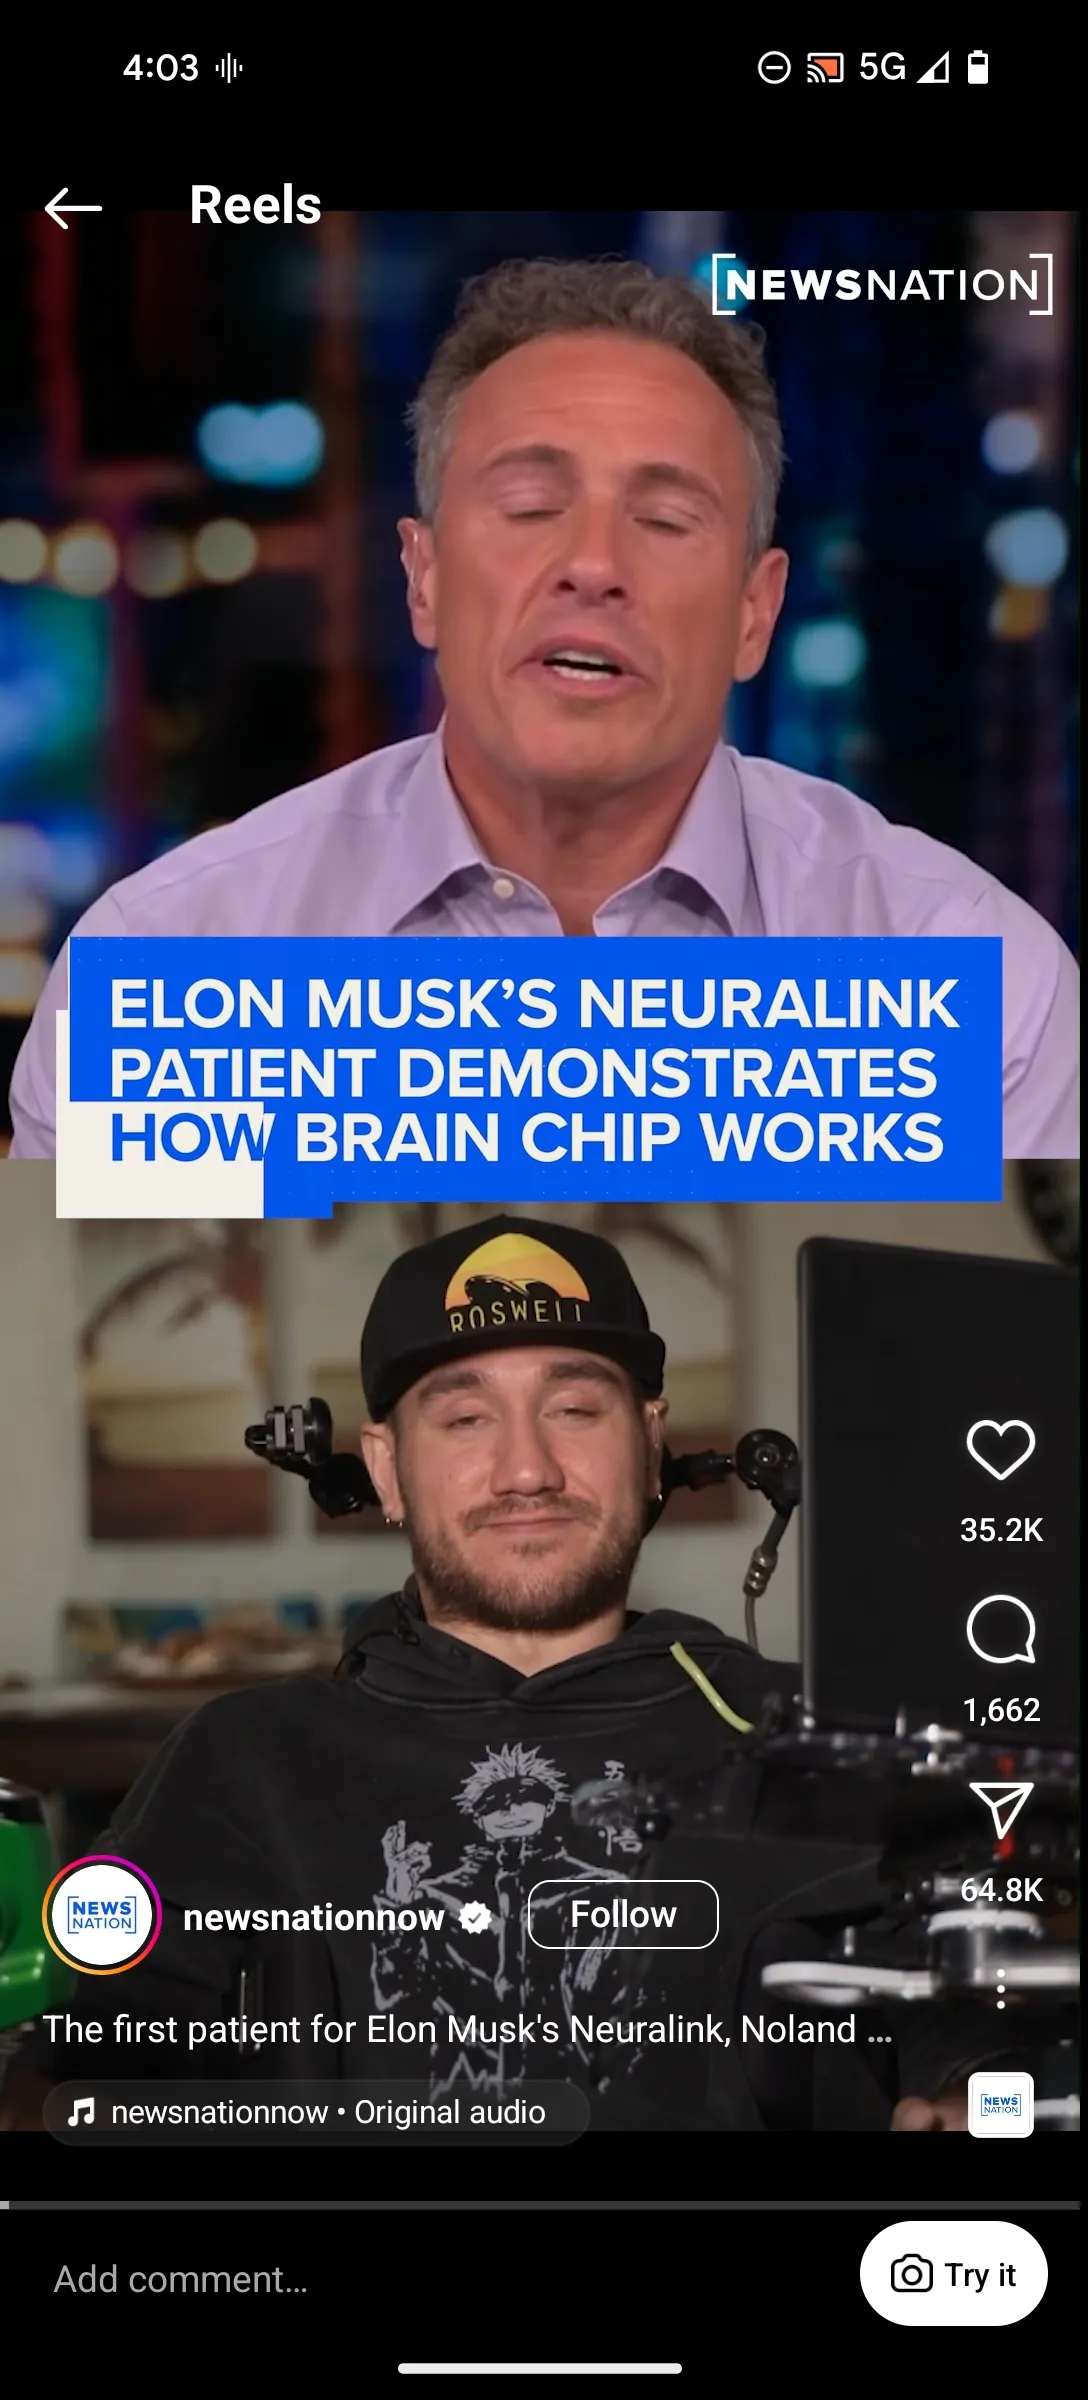 4:03
5G
Reels
[NEWSNATION]
ELON MUSK’S NEURALINK
PATIENT DEMONSTRATES
HOW BRAIN CHIP WORKS
ROSWELL
五
悟
35.2K
1,662
64.8K
NEWS
NATION
newsnationnow
Follow
The first patient for Elon Musk's Neuralink, Noland ...
newsnationnow • Original audio
NEWS
NATION
Add comment...
Try it